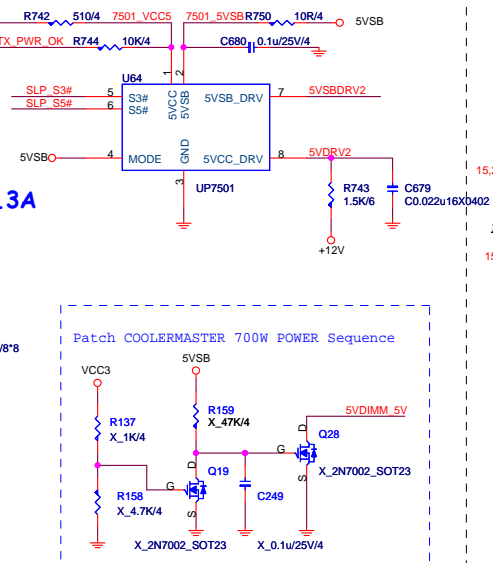 R742 510/4 7501_VCC5 7501_5VSB R750 10R/4 5VSB
TX_PWR_OK R744 10K/4 C680 0.1u/25V/4
U64
1 2
SLP_S3# 5 S3# 5VCC 5VSB 5VSB_DRV 7 5VSBDRV2
SLP_S5# 6 S5#
5VSB 4 MODE GND 5VCC_DRV 8 5VDRV2
3 UP7501
R743
1.5K/6
C679
C0.022u16X0402
+12V
.3A
15,
15
/8*8
Patch COOLERMASTER 700W POWER Sequence
VCC3 5VSB
R137
X_1K/4
R159
X_47K/4
5VDIMM_5V
D
Q28
G
S
X_2N7002_SOT23
R158
X_4.7K/4
D
Q19
G
S
C249
X_2N7002_SOT23 X_0.1u/25V/4